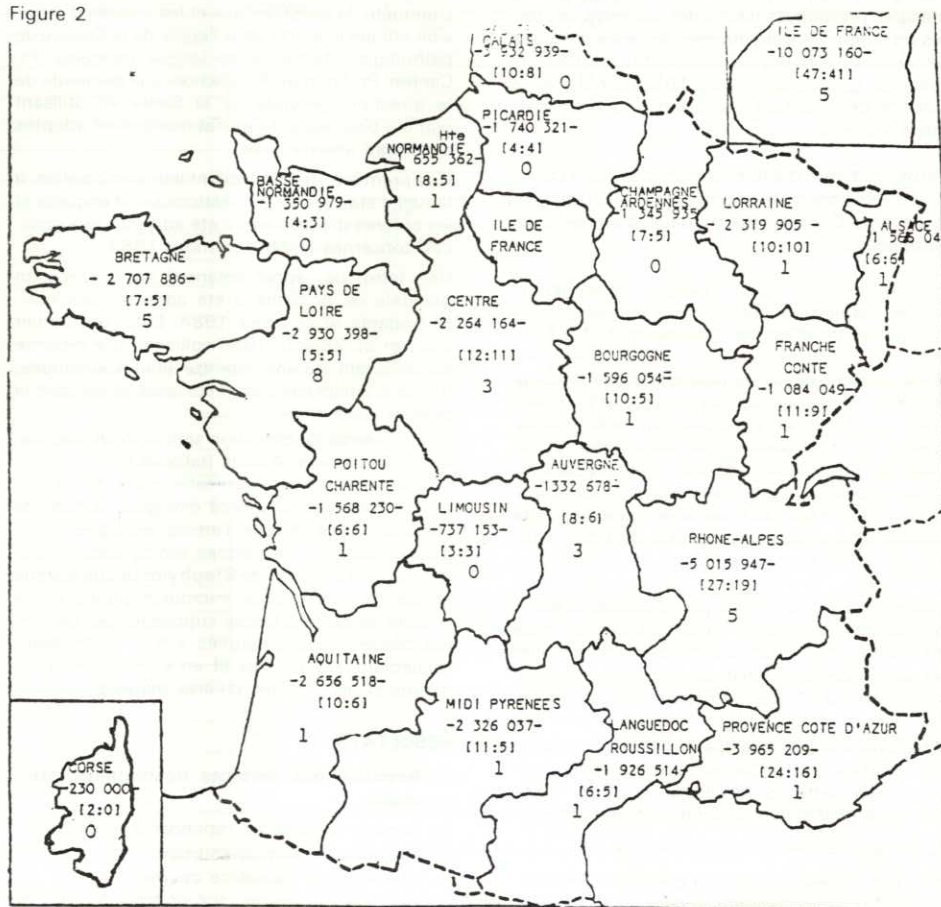 Figure 2
ILE DE FRANCE
-10 073 160-
[47:41]
5
CALAIS
932 939-
[10:8]
0
PICARDIE
-1 740 321-
[4:4]
0
Hte
NORMANDIE
655 362-
[8:5]
1
BASSE
NORMANDIE
-1 350 979-
[4:3]
0
ILE DE
FRANCE
CHAMPAGNE
ARDENNES
-1 345 935
[7:5]
0
LORRAINE
-2 319 905 -
[10:10]
1
ALSACE
[6:6]
1
BRETAGNE
- 2 707 886-
[7:5]
5
PAYS DE
LOIRE
[5:5]
8
CENTRE
-2 264 164-
[12:11]
3
BOURGOGNE
-1 596 054-
[10:5]
1
FRANCHE
CONTE
-1 084 049-
[11:9]
1
POITOU
CHARENTE
-1 568 230-
[6:6]
1
LIMOUSIN
-737 153-
[3:3]
0
AUVERGNE
-1332 678-
[8:6]
3
RHONE-ALPES
-5 015 947-
[27:19]
5
AQUITAINE
-2 656 518-
[10:6]
1
MIDI PYRENEES
-2 326 037-
[11:5]
1
LANGUEDOC
ROUSSILLON
-1 926 514-
[6:5]
1
PROVENCE COTE D'AZUR
-3 965 209-
[24:16]
1
CORSE
-230 000-
[2:0]
0